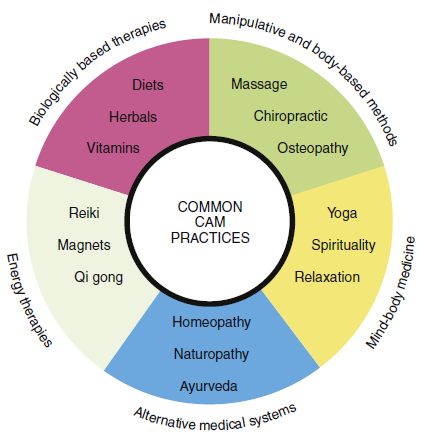 Biologically based therapies
Diets
Herbals
Vitamins
Manipulative and body-based methods
Massage
Chiropractic
Osteopathy
COMMON
CAM
PRACTICES
Reiki
Magnets
Qi gong
Energy therapies
Yoga
Spirituality
Relaxation
Mind-body medicine
Homeopathy
Naturopathy
Ayurveda
Alternative medical systems